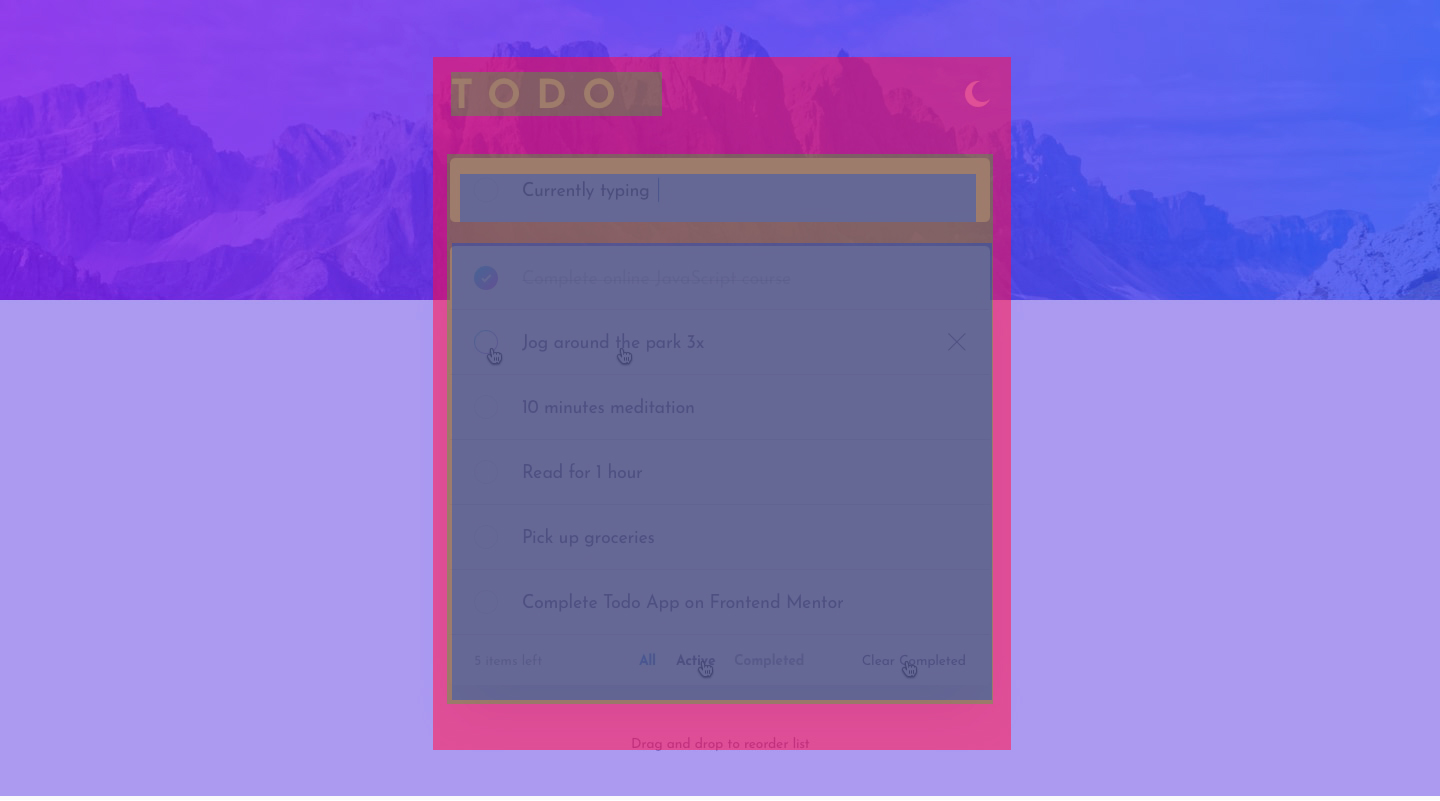 TODO
Currently typing
Complete online JavaScript course
Jog around the park 3x
10 minutes meditation
Read for 1 hour
Pick up groceries
Complete Todo App on Frontend Mentor
5 items left All Active Completed Clear Completed
Drag and drop to reorder list